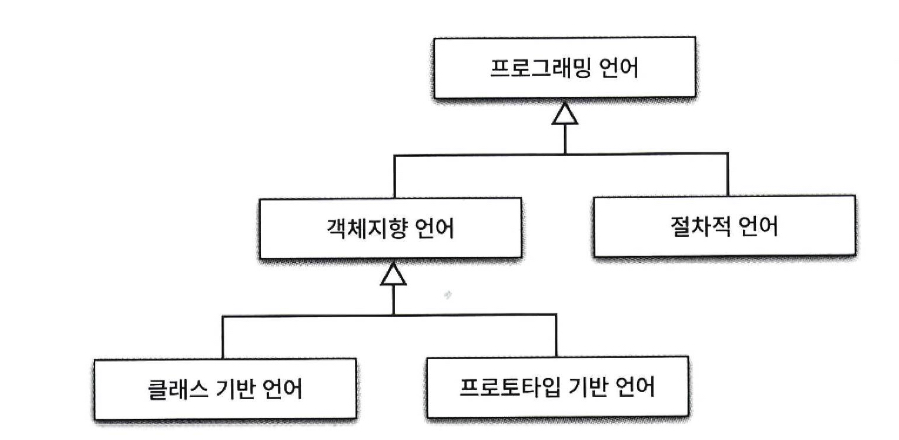 프로그래밍 언어
객체지향 언어
절차적 언어
클래스 기반 언어
프로토타입 기반 언어